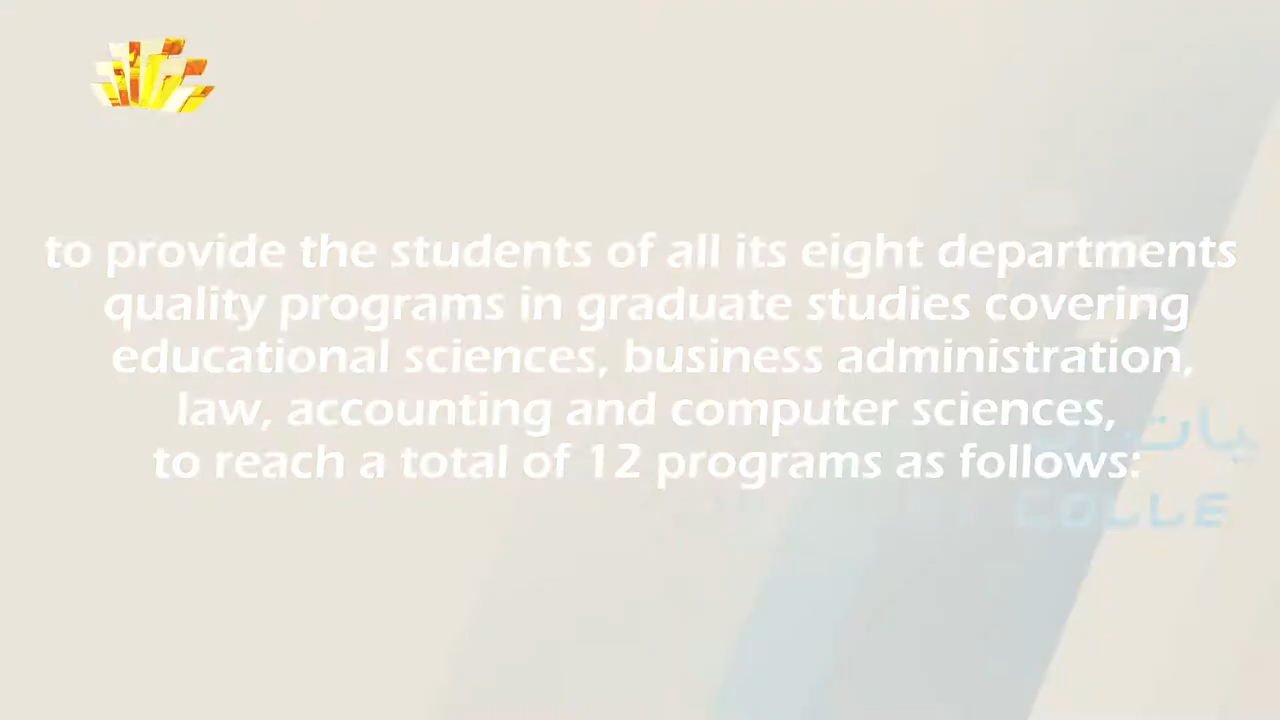 to provide the students of all its eight departments
quality programs in graduate studies covering
educational sciences, business administration,
law, accounting and computer sciences,
to reach a total of 12 programs as follows:
COLLE